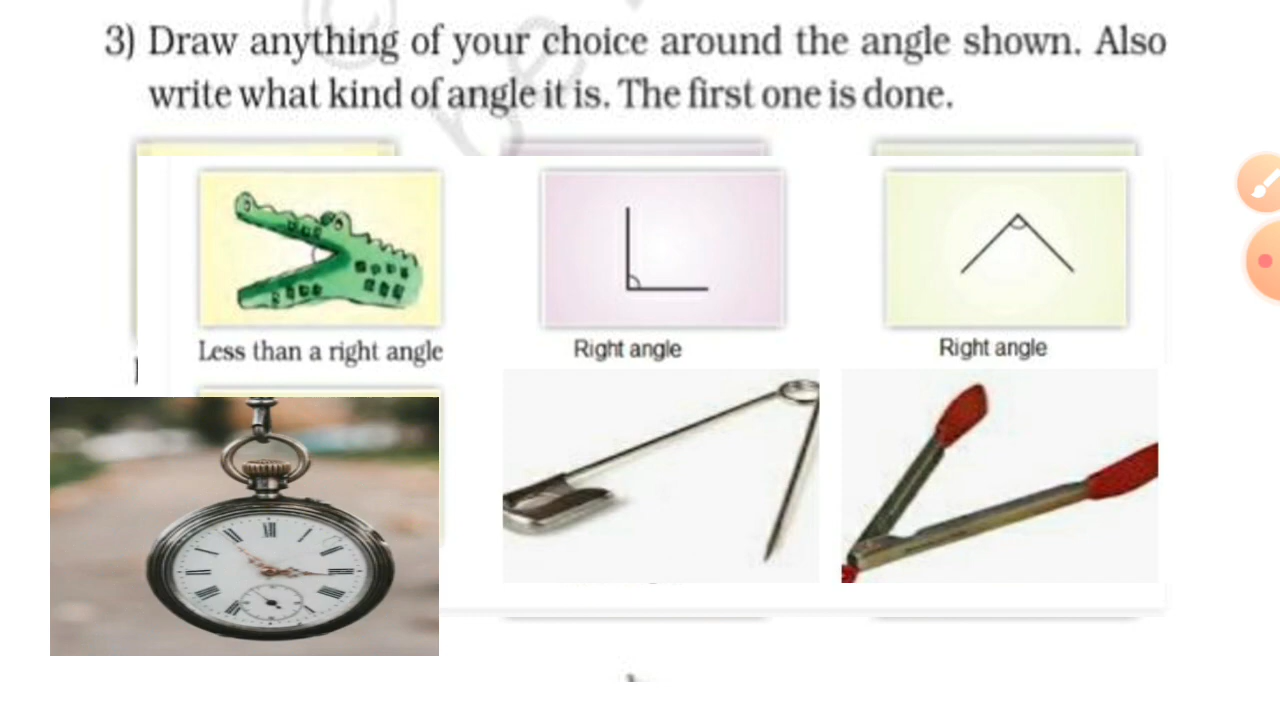 3) Draw anything of your choice around the angle shown. Also
write what kind of angle it is. The first one is done.
Less than a right angle
Right angle
Right angle
XII